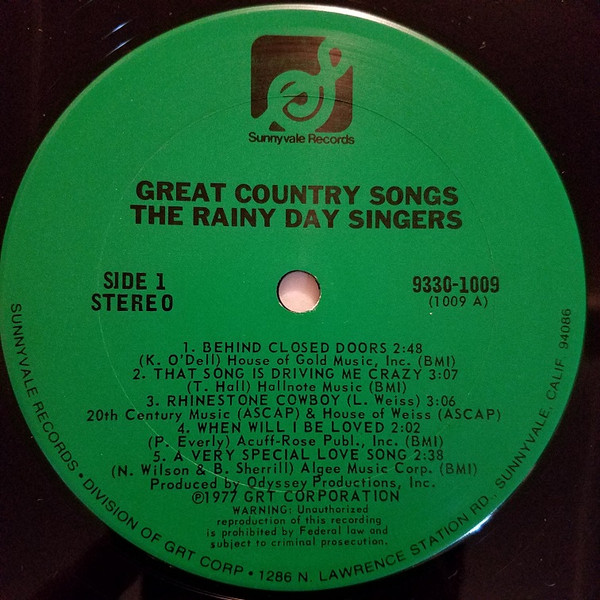 Sunnyvale Records
GREAT COUNTRY SONGS
THE RAINY DAY SINGERS
SIDE 1
STEREO
9330-1009
(1009 A)
1. BEHIND CLOSED DOORS 2:48
(K. O'Dell) House of Gold Music, Inc. (BMI)
2. THAT SONG IS DRIVING ME CRAZY 3:07
(T. Hall) Hallnote Music (BMI)
3. RHINESTONE COWBOY (L. Weiss) 3:06
20th Century Music (ASCAP) & House of Weiss (ASCAP)
4. WHEN WILL I BE LOVED 2:02
(P. Everly) Acuff-Rose Publ., Inc. (BMI)
5. A VERY SPECIAL LOVE SONG 2:38
(N. Wilson & B. Sherrill) Algee Music Corp. (BMI)
Produced by Odyssey Productions, Inc.
℗1977 GRT CORPORATION
WARNING: Unauthorized
reproduction of this recording
is prohibited by Federal law and
subject to criminal prosecution.
SUNNYVALE RECORDS • DIVISION OF GRT CORP • 1286 N. LAWRENCE STATION RD., SUNNYVALE, CALIF. 94086